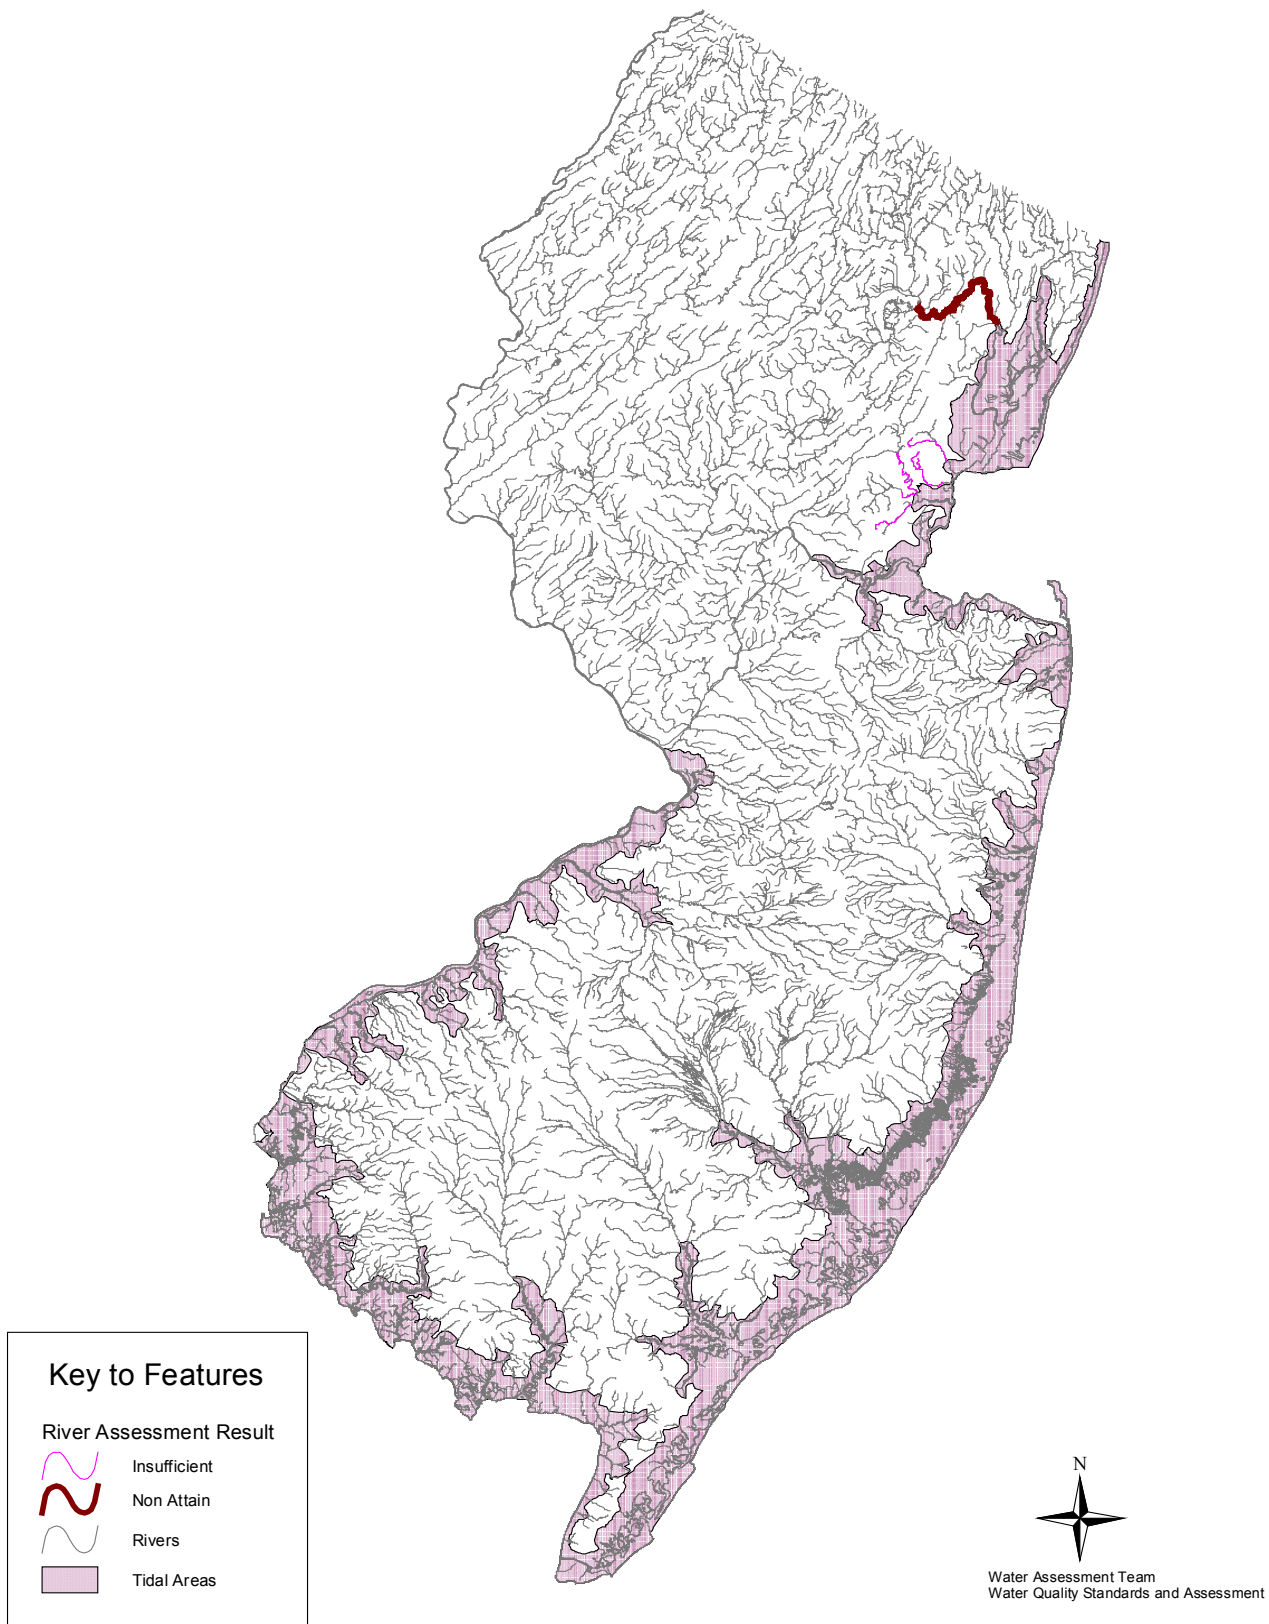 Key to Features
River Assessment Result
Insufficient
Non Attain
Rivers
Tidal Areas
N
Water Assessment Team
Water Quality Standards and Assessment